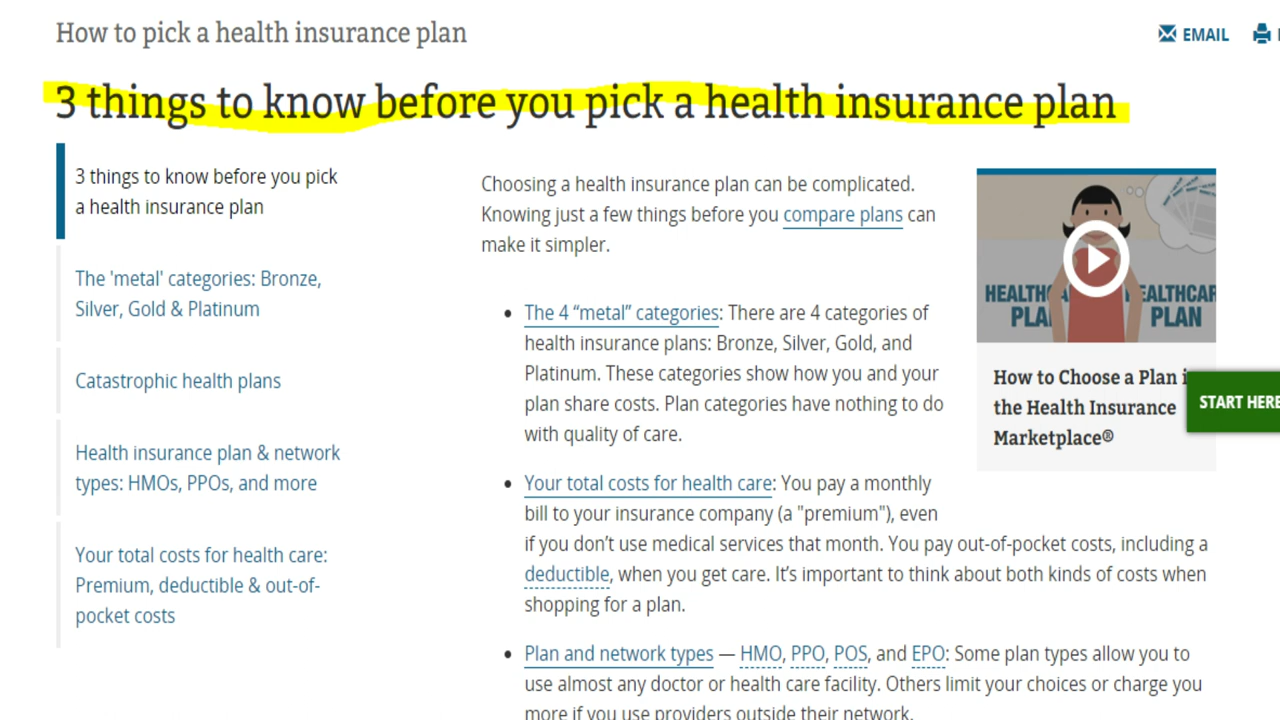 How to pick a health insurance plan
EMAIL
3 things to know before you pick a health insurance plan
3 things to know before you pick
a health insurance plan
The 'metal' categories: Bronze,
Silver, Gold & Platinum
Catastrophic health plans
Health insurance plan & network
types: HMOs, PPOs, and more
Your total costs for health care:
Premium, deductible & out-of-
pocket costs
Choosing a health insurance plan can be complicated.
Knowing just a few things before you compare plans can
make it simpler.
• The 4 “metal” categories: There are 4 categories of
health insurance plans: Bronze, Silver, Gold, and
Platinum. These categories show how you and your
plan share costs. Plan categories have nothing to do
with quality of care.
• Your total costs for health care: You pay a monthly
bill to your insurance company (a "premium"), even
if you don’t use medical services that month. You pay out-of-pocket costs, including a
deductible, when you get care. It’s important to think about both kinds of costs when
shopping for a plan.
• Plan and network types — HMO, PPO, POS, and EPO: Some plan types allow you to
use almost any doctor or health care facility. Others limit your choices or charge you
more if you use providers outside their network.
PLAN
How to Choose a Plan
the Health Insurance
Marketplace®
START HERE